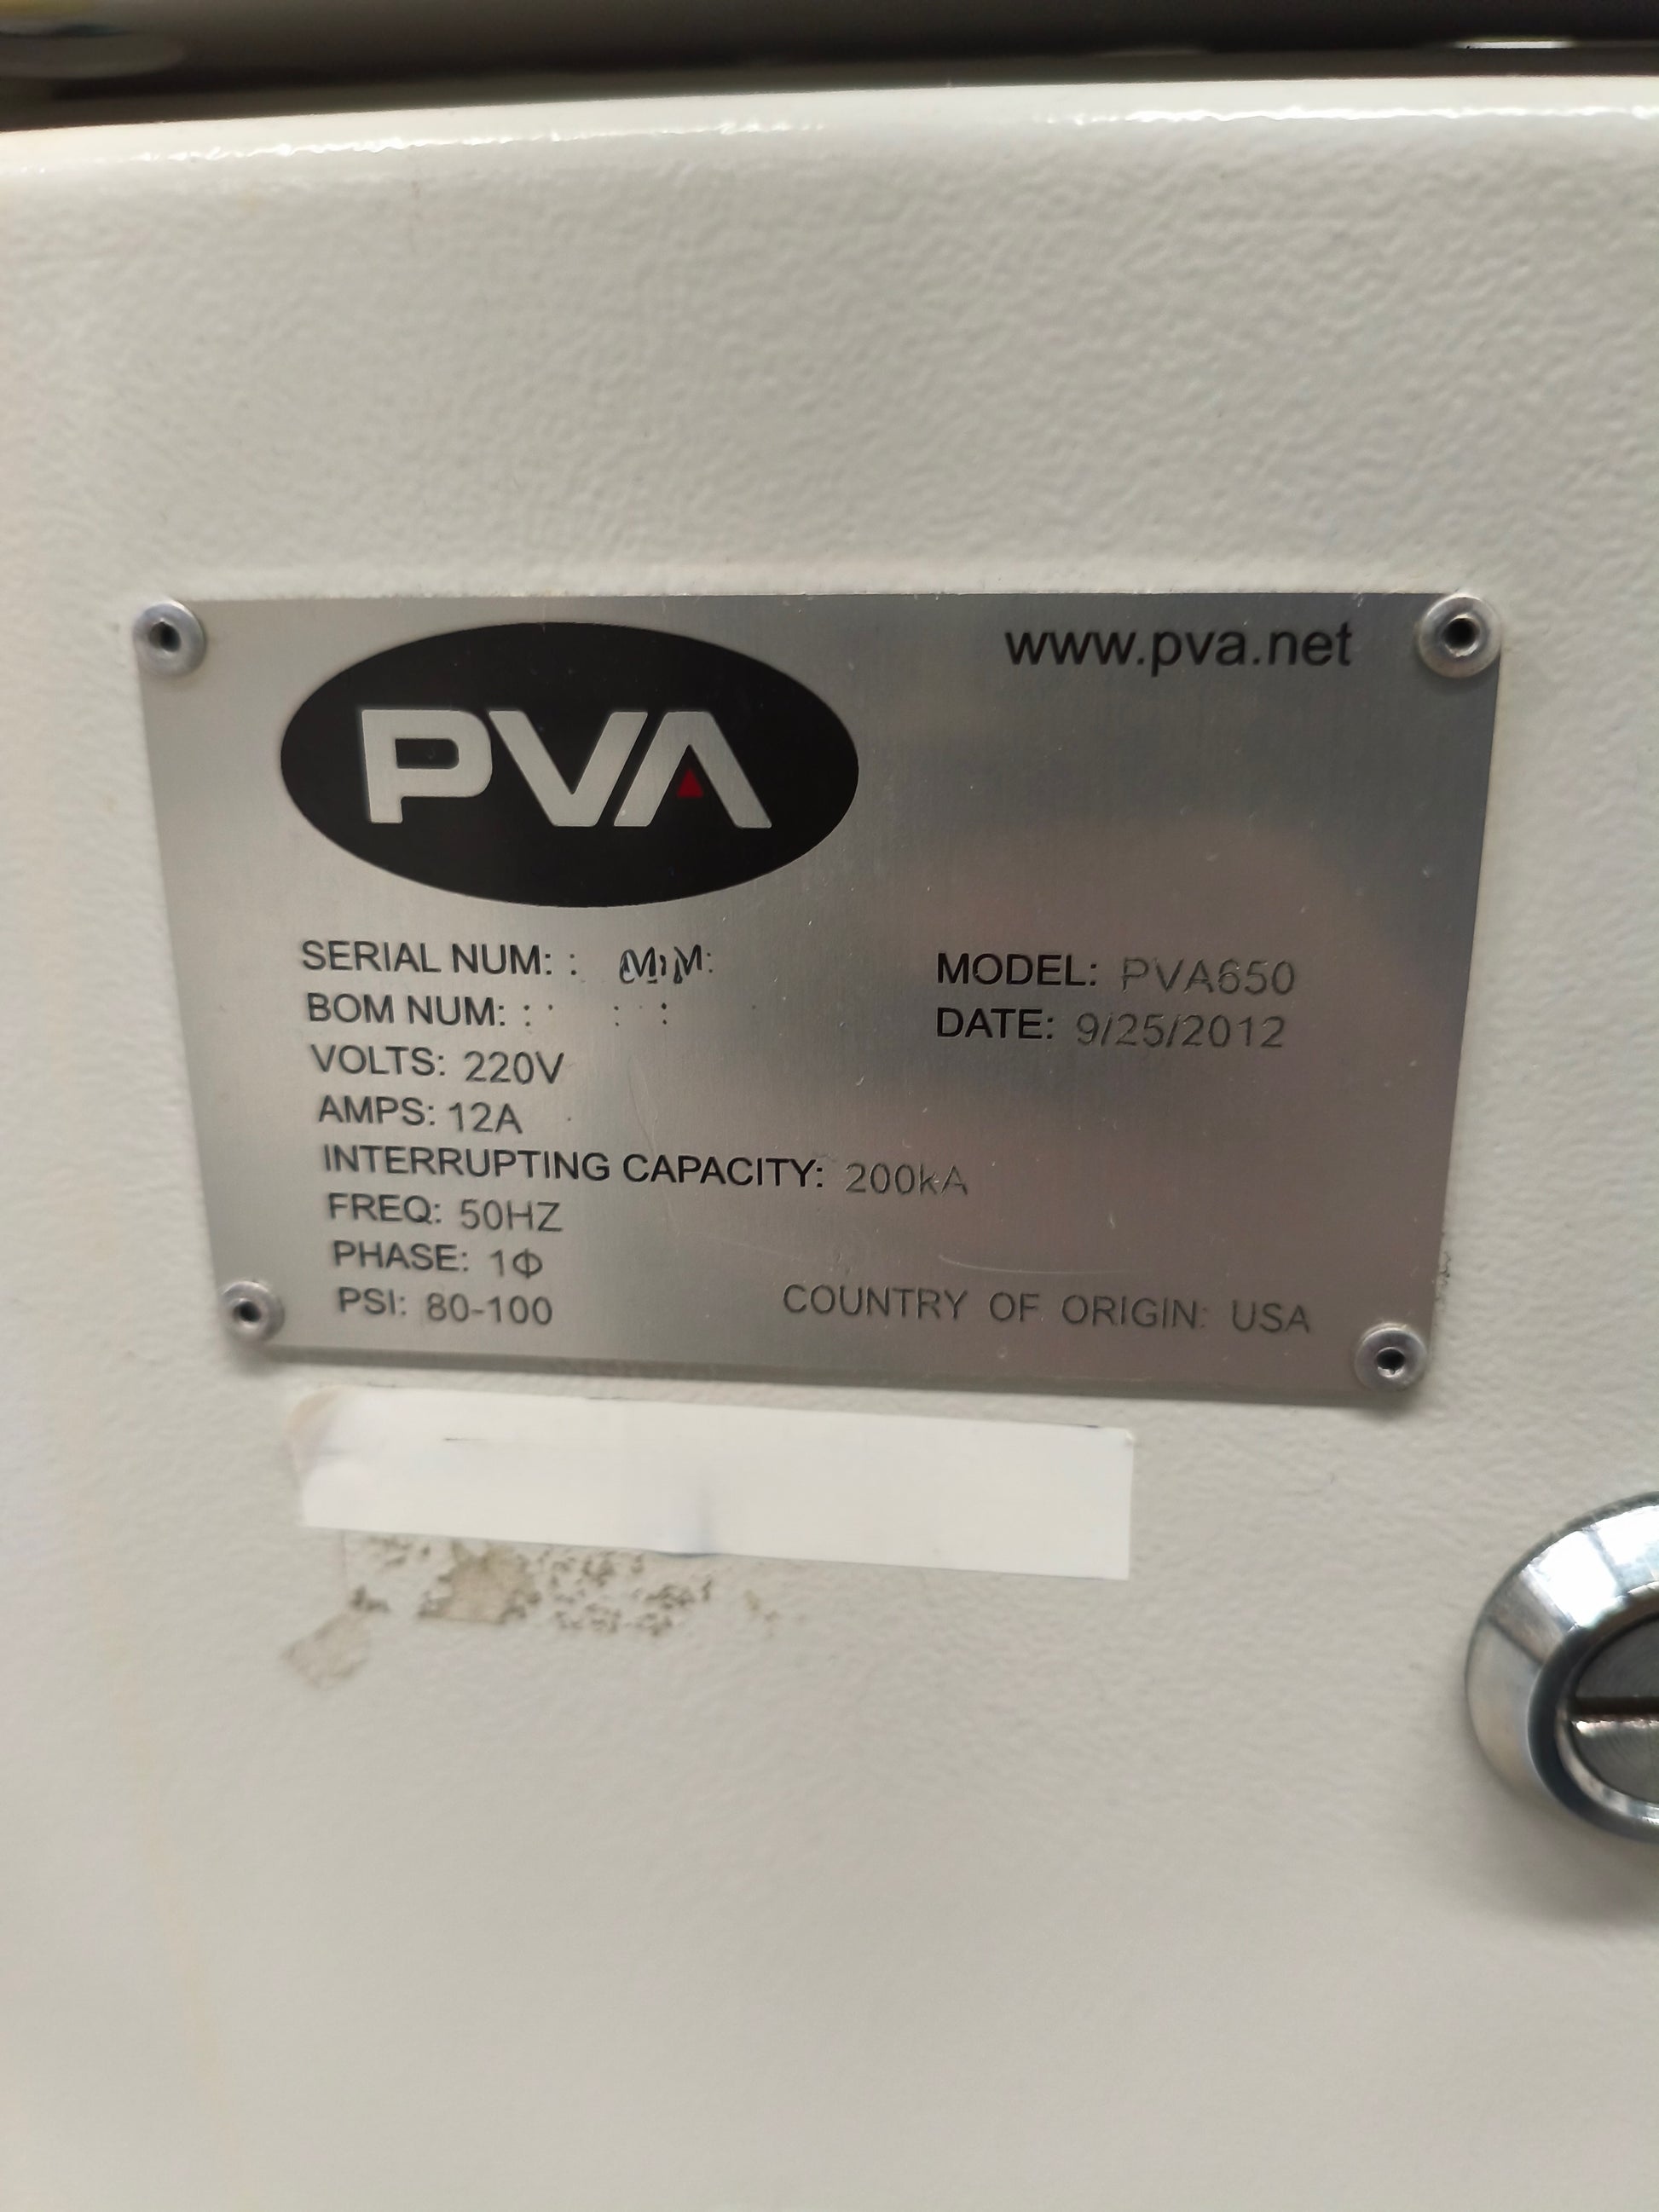 www.pva.net
PVA
SERIAL NUM:
MODEL: PVA650
BOM NUM:
DATE: 9/25/2012
VOLTS: 220V
AMPS: 12A
INTERRUPTING CAPACITY: 200kA
FREQ: 50HZ
PHASE: 1Φ
PSI: 80-100
COUNTRY OF ORIGIN: USA